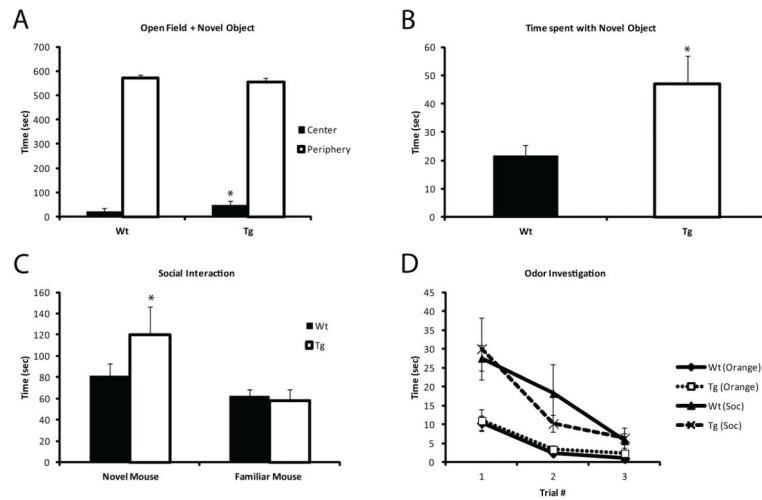 A
Open Field + Novel Object
700
600
500
400
300
200
100
0
Time (sec)
*
Wt
Tg
Center
Periphery
B
Time spent with Novel Object
60
50
40
30
20
10
0
Time (sec)
*
Wt
Tg
C
Social Interaction
160
140
120
100
80
60
40
20
0
Time (sec)
*
Novel Mouse
Familiar Mouse
Wt
Tg
D
Odor Investigation
45
40
35
30
25
20
15
10
5
0
Time (sec)
1
2
3
Trial #
Wt (Orange)
Tg (Orange)
Wt (Soc)
Tg (Soc)